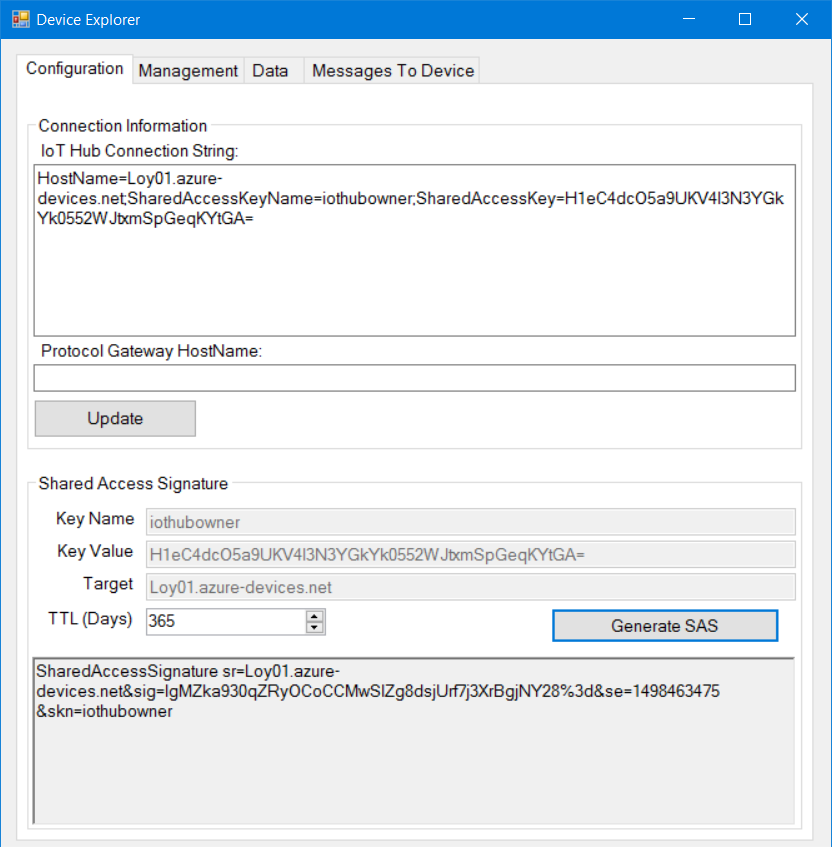 Device Explorer
Configuration Management Data Messages To Device
Connection Information
IoT Hub Connection String:
HostName=Loy01.azure-
devices.net;SharedAccessKeyName=iothubowner;SharedAccessKey=H1eC4dcO5a9UKV4l3N3YGk
Yk0552WJtxmSpGeqKYtGA=
Protocol Gateway HostName:
Update
Shared Access Signature
Key Name iothubowner
Key Value H1eC4dcO5a9UKV4l3N3YGkYk0552WJtxmSpGeqKYtGA=
Target Loy01.azure-devices.net
TTL (Days) 365
Generate SAS
SharedAccessSignature sr=Loy01.azure-
devices.net&sig=lgMZka930qZRyOCoCCMwSlZg8dsjUrf7j3XrBgjNY28%3d&se=1498463475
&skn=iothubowner